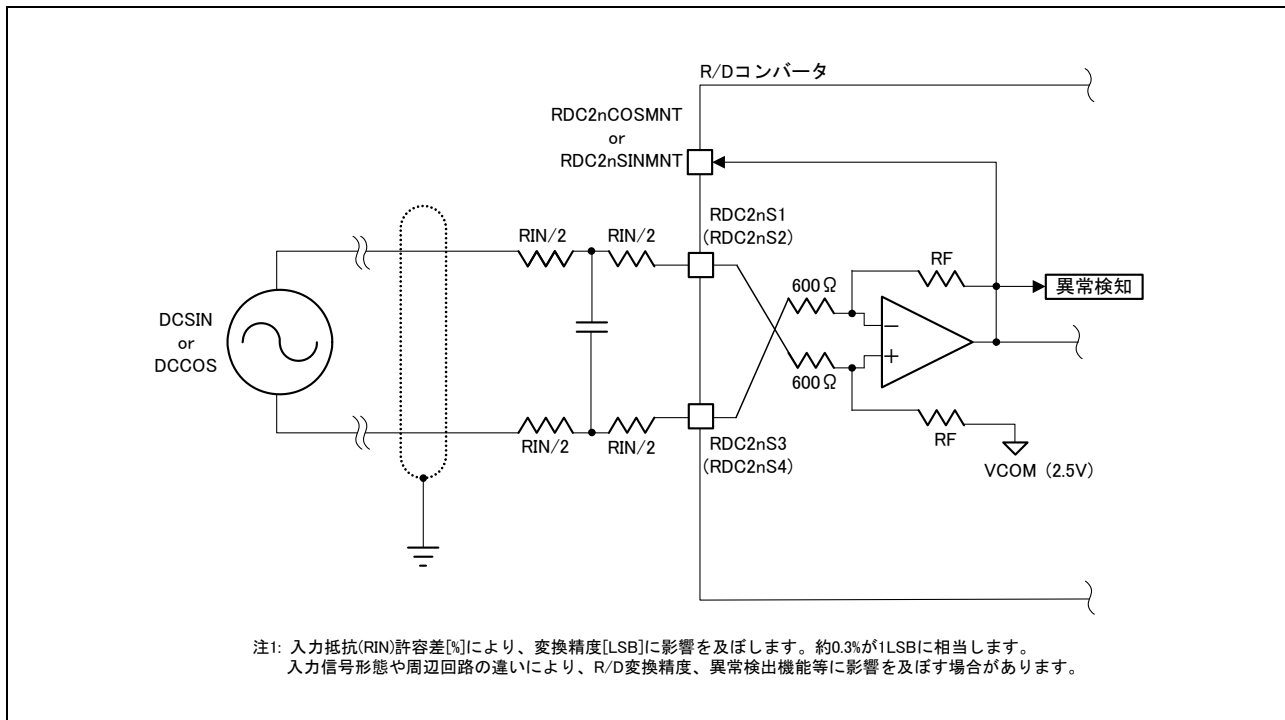 R/Dコンバータ
RDC2nCOSMNT
or
RDC2nSINMNT
RDC2nS1
(RDC2nS2)
RIN/2
RIN/2
RF
600Ω
異常検知
DCSIN
or
DCCOS
−
+
600Ω
RIN/2
RIN/2
RDC2nS3
(RDC2nS4)
RF
VCOM (2.5V)
注1: 入力抵抗(RIN)許容差[%]により、変換精度[LSB]に影響を及ぼします。約0.3%が1LSBに相当します。
入力信号形態や周辺回路の違いにより、R/D変換精度、異常検出機能等に影響を及ぼす場合があります。